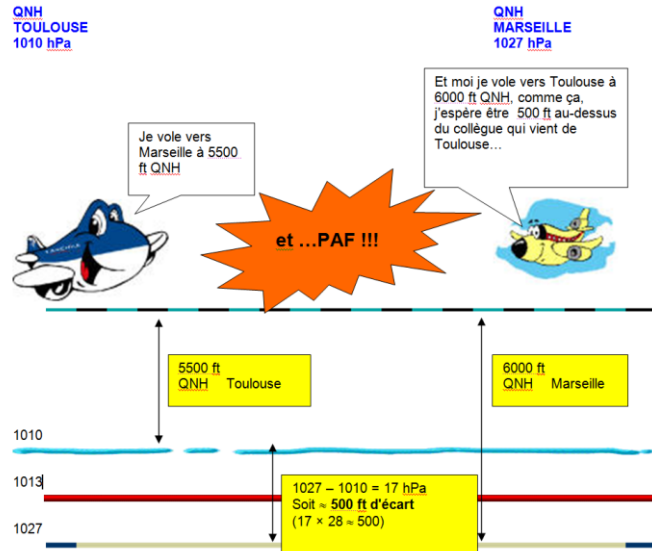 QNH
TOULOUSE
1010 hPa
QNH
MARSEILLE
1027 hPa
Je vole vers
Marseille à 5500
ft QNH
Et moi je vole vers Toulouse à
6000 ft QNH, comme ça,
j'espère être 500 ft au-dessus
du collègue qui vient de
Toulouse…
et ...PAF !!!
5500 ft
QNH Toulouse
6000 ft
QNH Marseille
1010
1013
1027 – 1010 = 17 hPa
Soit ≈ 500 ft d'écart
(17 × 28 ≈ 500)
1027